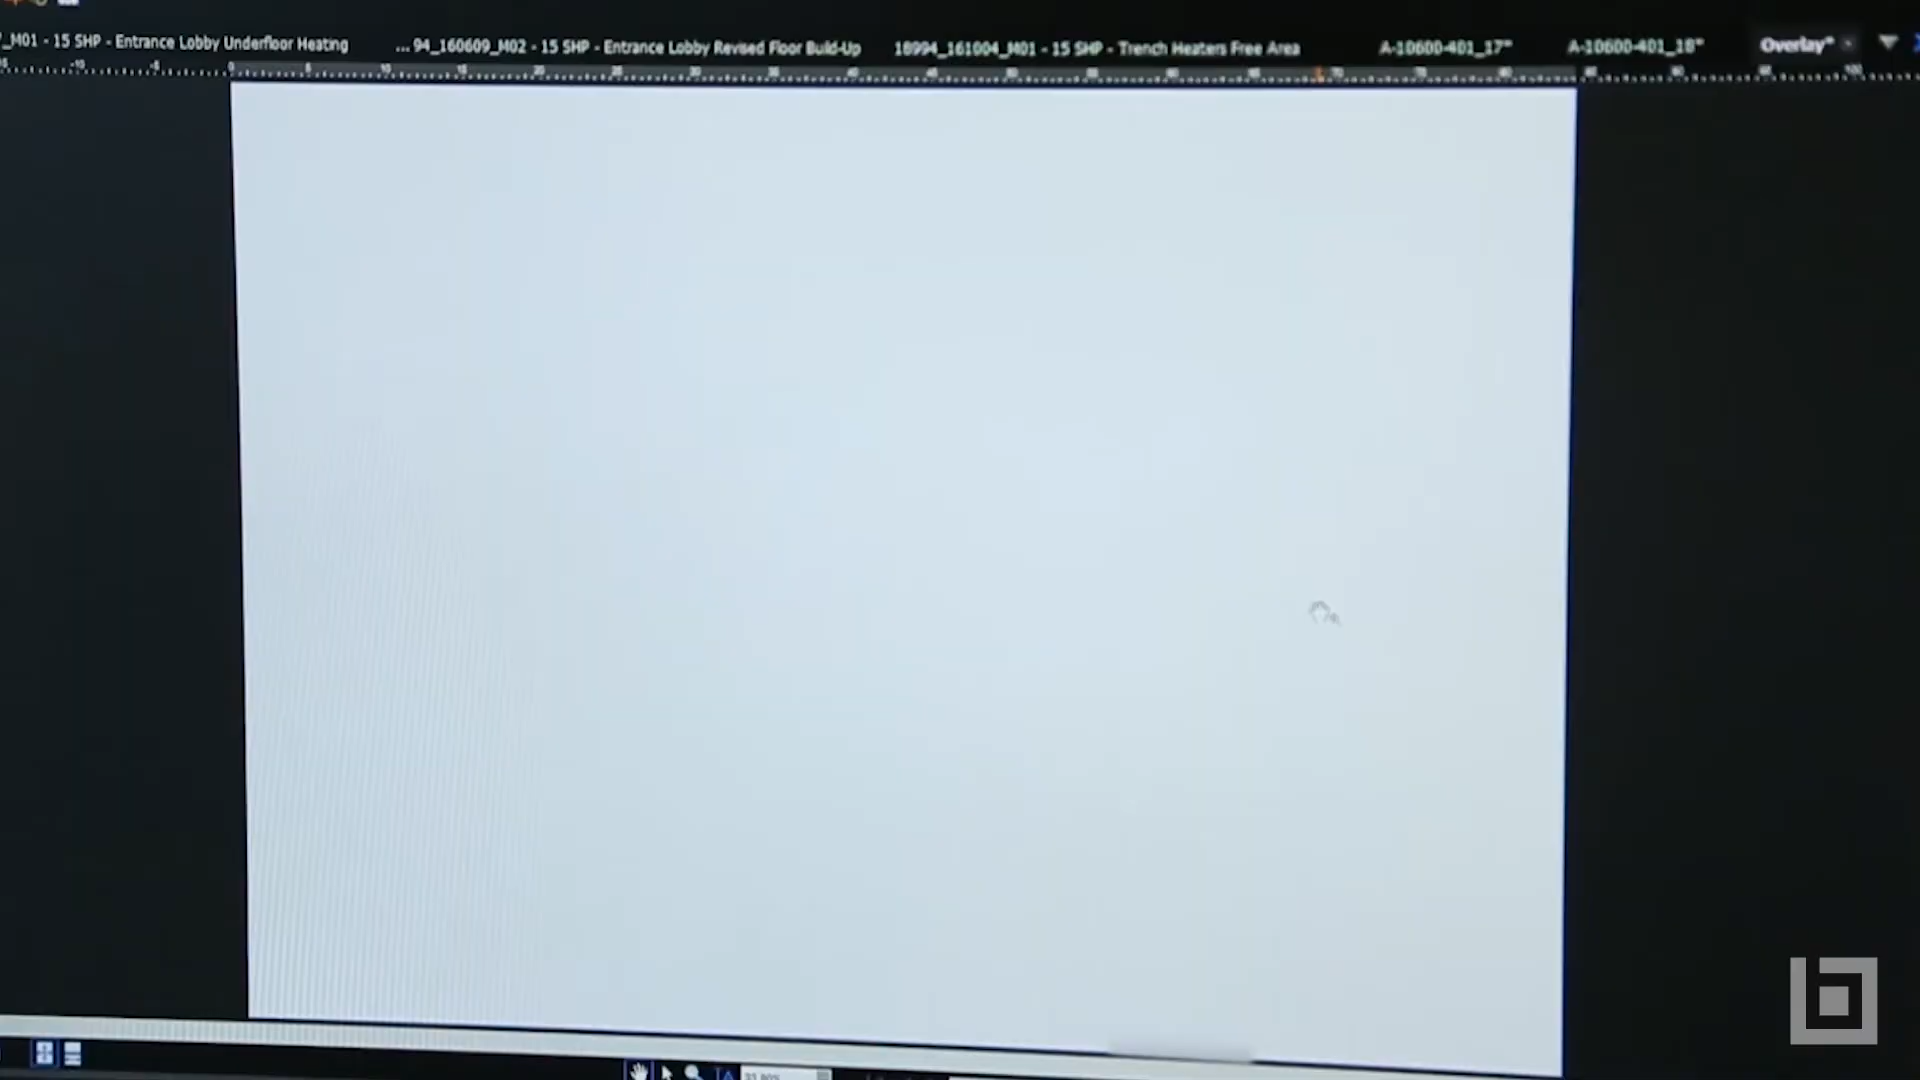 _M01 - 15 SHP - Entrance Lobby Underfloor Heating
... 94_160609_M02 - 15 SHP - Entrance Lobby Revised Floor Build-Up
18994_161004_M01 - 15 SHP - Trench Heaters Free Area
A-10600-401_17*
A-10600-401_18*
Overlay*